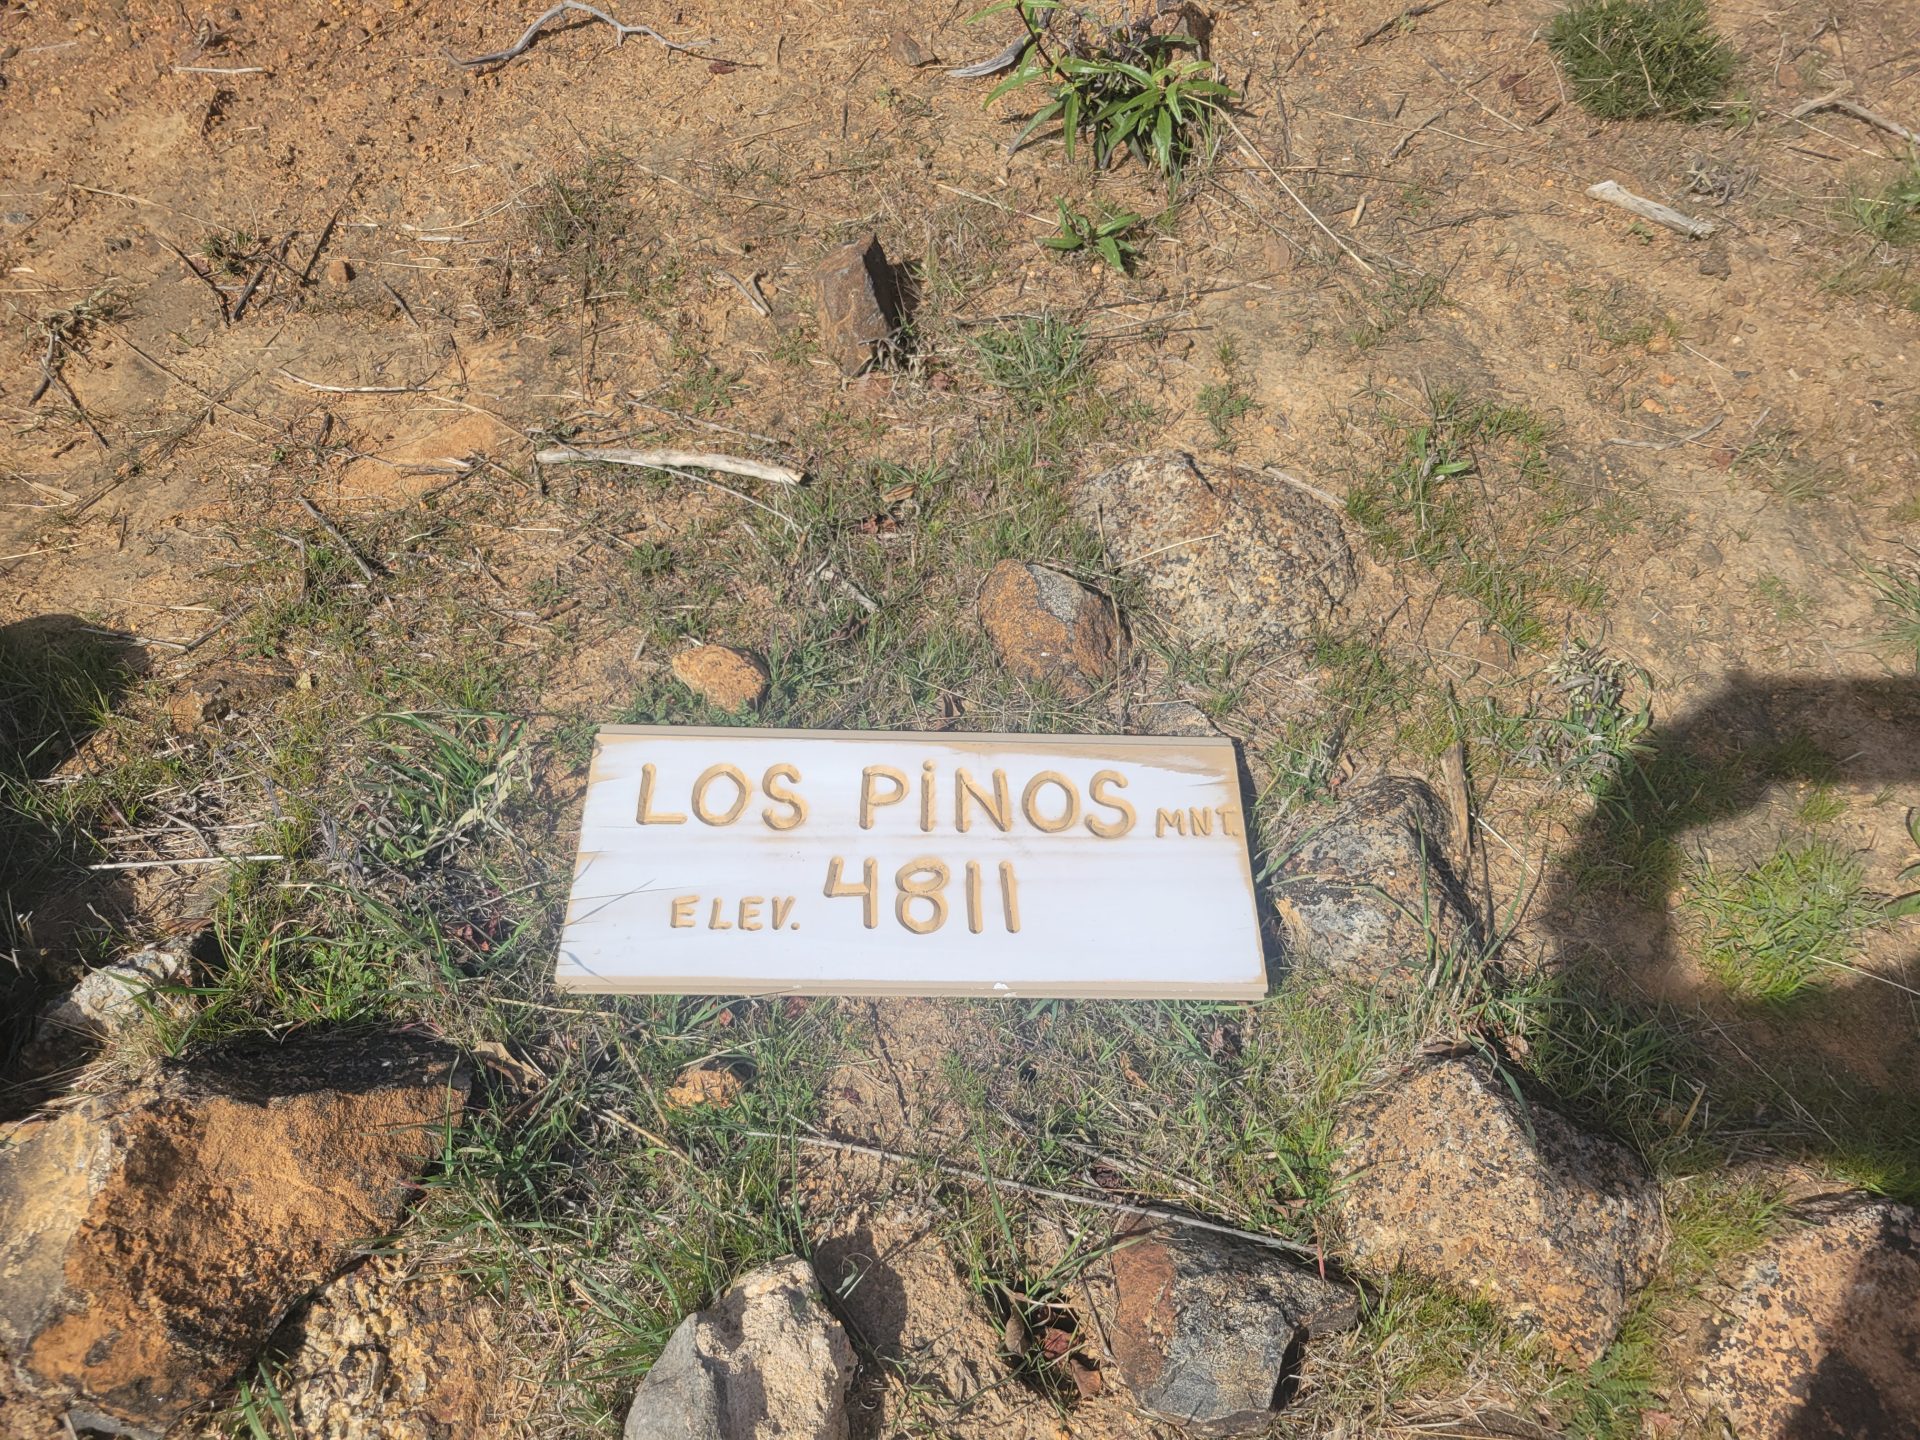 LOS PiNOS MNT.
ELEV. 4811